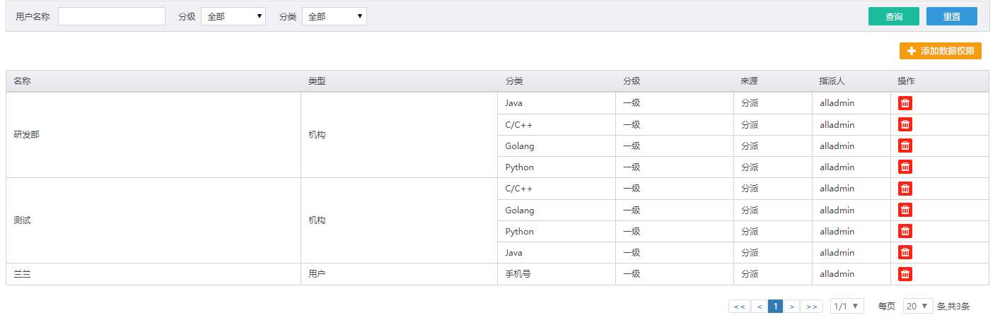 用户名称 分级 全部 分类 全部 查询 重置
添加数据权限
名称 类型 分类 分级 来源 指派人 操作
研发部 机构 Java 一级 分派 alladmin
C/C++ 一级 分派 alladmin
Golang 一级 分派 alladmin
Python 一级 分派 alladmin
测试 机构 C/C++ 一级 分派 alladmin
Golang 一级 分派 alladmin
Python 一级 分派 alladmin
Java 一级 分派 alladmin
兰兰 用户 手机号 一级 分派 alladmin
<< < 1 > >> 1/1 每页 20 条,共3条